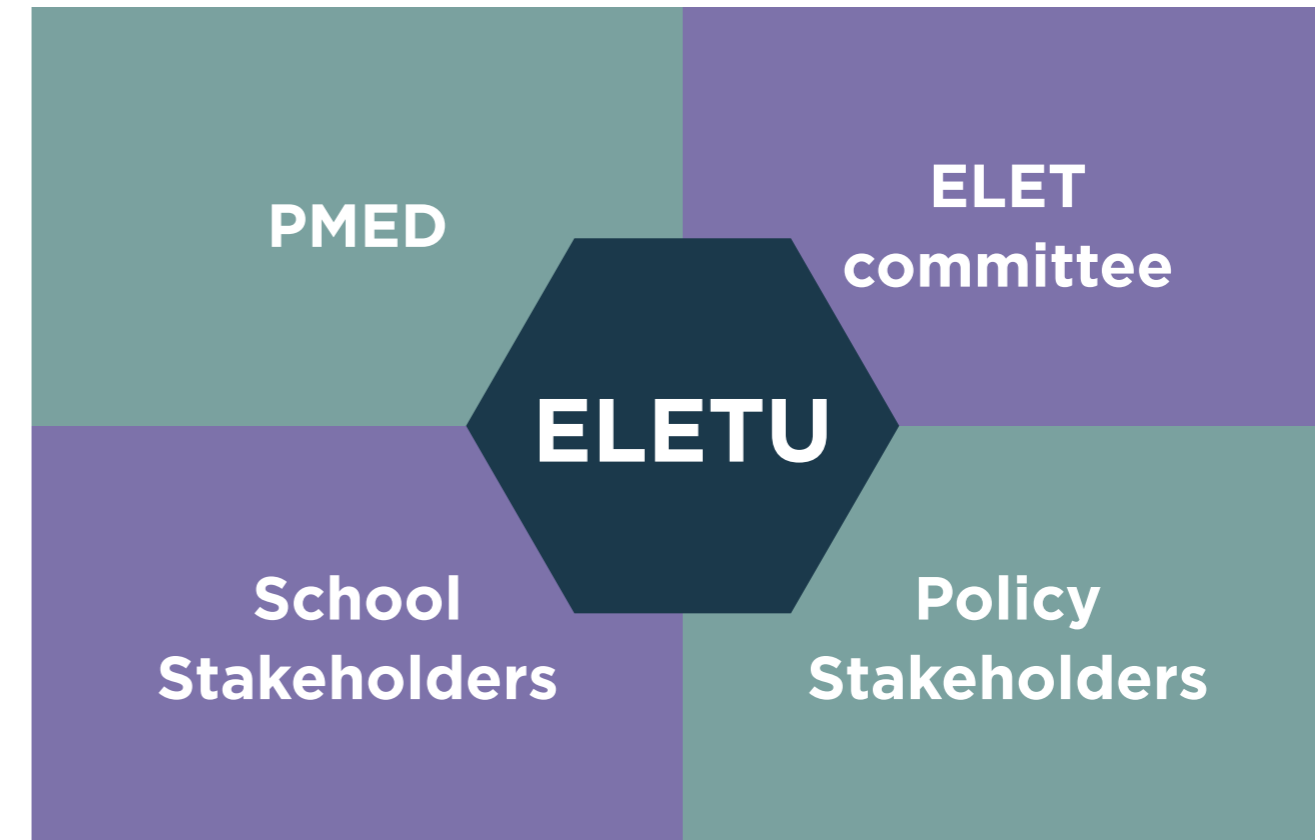 PMED
ELET
committee
ELETU
School
Stakeholders
Policy
Stakeholders